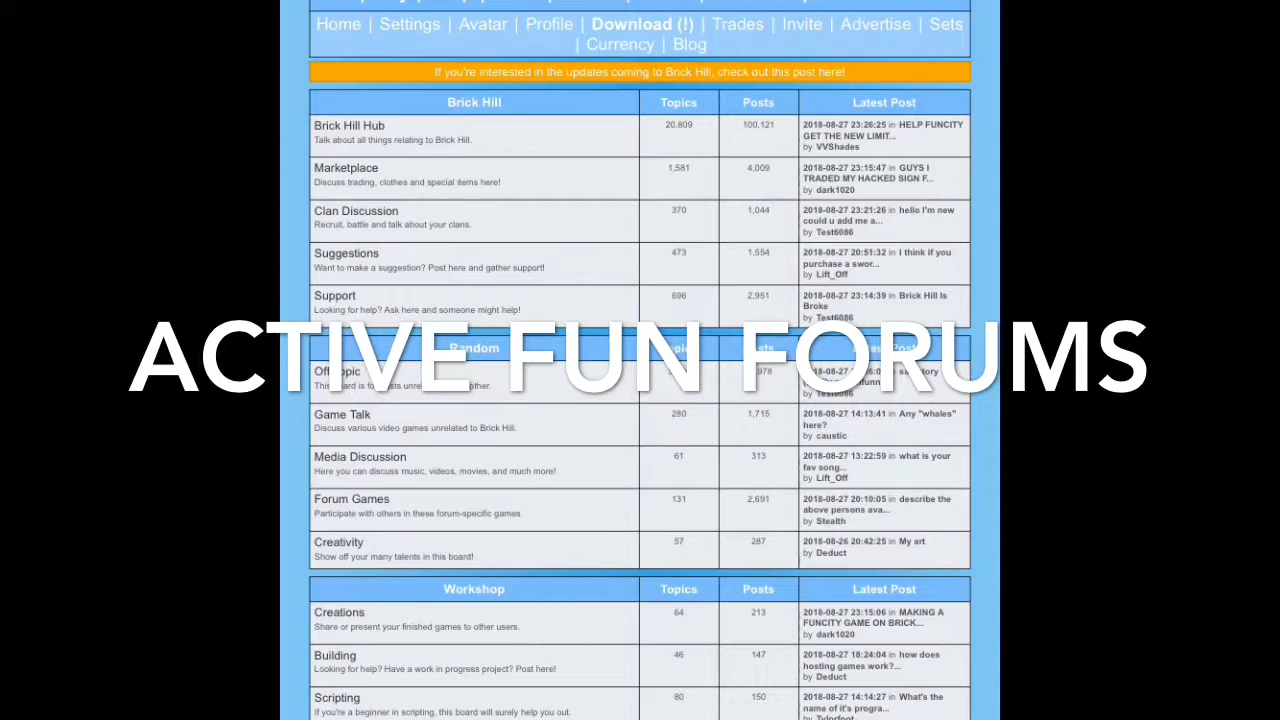 Home | Settings | Avatar | Profile | Download (!) | Trades | Invite | Advertise | Sets
| Currency | Blog
If you're interested in the updates coming to Brick Hill, check out this post here!
Brick Hill Topics Posts Latest Post
Brick Hill Hub 20,809 100,121 2018-08-27 23:26:25 in HELP FUNCITY
Talk about all things relating to Brick Hill. GET THE NEW LIMIT...
by VVShades
Marketplace 1,581 4,009 2018-08-27 23:15:47 in GUYS I
Discuss trading, clothes and special items here! TRADED MY HACKED SIGN F...
by dark1020
Clan Discussion 370 1,044 2018-08-27 23:21:26 in hello I'm new
Recruit, battle and talk about your clans. could u add me a...
by Test6086
Suggestions 473 1,554 2018-08-27 20:51:32 in I think if you
Want to make a suggestion? Post here and gather support! purchase a swor...
by Lift_Off
Support 696 2,951 2018-08-27 23:14:39 in Brick Hill Is
Looking for help? Ask here and someone might help! Broke
by Test6086
ACTIVE FUN FORUMS
Random
by Test6086
Game Talk 280 1,715 2018-08-27 14:13:41 in Any "whales"
Discuss various video games unrelated to Brick Hill. here?
by caustic
Media Discussion 61 313 2018-08-27 13:22:59 in what is your
Here you can discuss music, videos, movies, and much more! fav song...
by Lift_Off
Forum Games 131 2,691 2018-08-27 20:10:05 in describe the
Participate with others in these forum-specific games. above persons ava...
by Stealth
Creativity 57 287 2018-08-26 20:42:25 in My art
Show off your many talents in this board! by Deduct
Workshop Topics Posts Latest Post
Creations 64 213 2018-08-27 23:15:06 in MAKING A
Share or present your finished games to other users. FUNCITY GAME ON BRICK...
by dark1020
Building 46 147 2018-08-27 18:24:04 in how does
Looking for help? Have a work in progress project? Post here! hosting games work?...
by Deduct
Scripting 80 150 2018-08-27 14:14:27 in What's the
If you're a beginner in scripting, this board will surely help you out. name of it's progra...